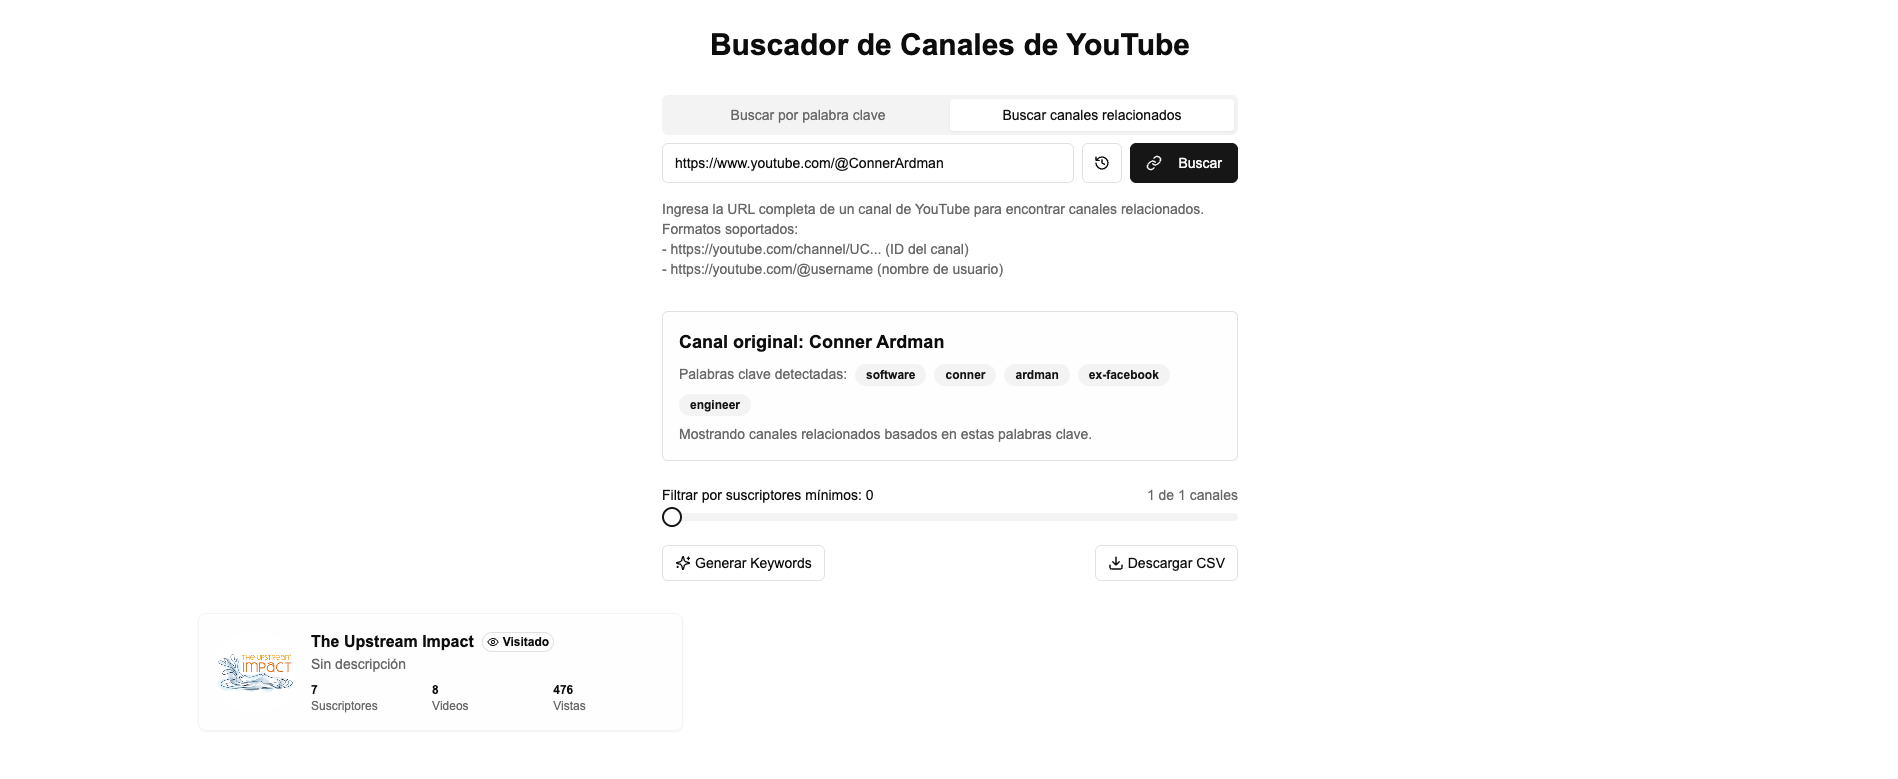 Buscador de Canales de YouTube
Buscar por palabra clave
Buscar canales relacionados
https://www.youtube.com/@ConnerArdman
Buscar
Ingresa la URL completa de un canal de YouTube para encontrar canales relacionados.
Formatos soportados:
- https://youtube.com/channel/UC... (ID del canal)
- https://youtube.com/@username (nombre de usuario)
Canal original: Conner Ardman
Palabras clave detectadas: software conner ardman ex-facebook
engineer
Mostrando canales relacionados basados en estas palabras clave.
Filtrar por suscriptores mínimos: 0
1 de 1 canales
Generar Keywords
Descargar CSV
THE UPSTREAM
IMPACT
The Upstream Impact
Visitado
Sin descripción
7 8 476
Suscriptores Videos Vistas